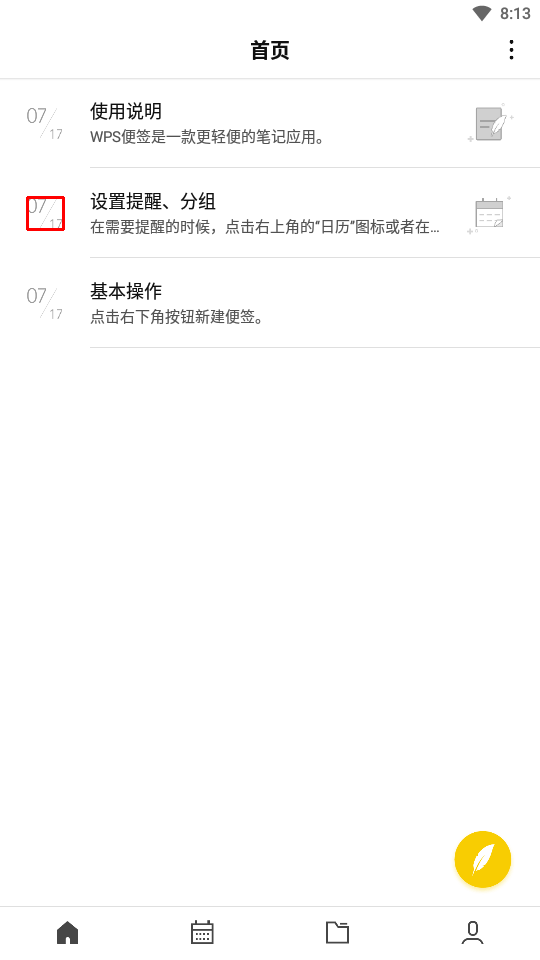 8:13
首页
07/17
使用说明
WPS便签是一款更轻便的笔记应用。
07/17
设置提醒、分组
在需要提醒的时候，点击右上角的“日历”图标或者在...
07/17
基本操作
点击右下角按钮新建便签。